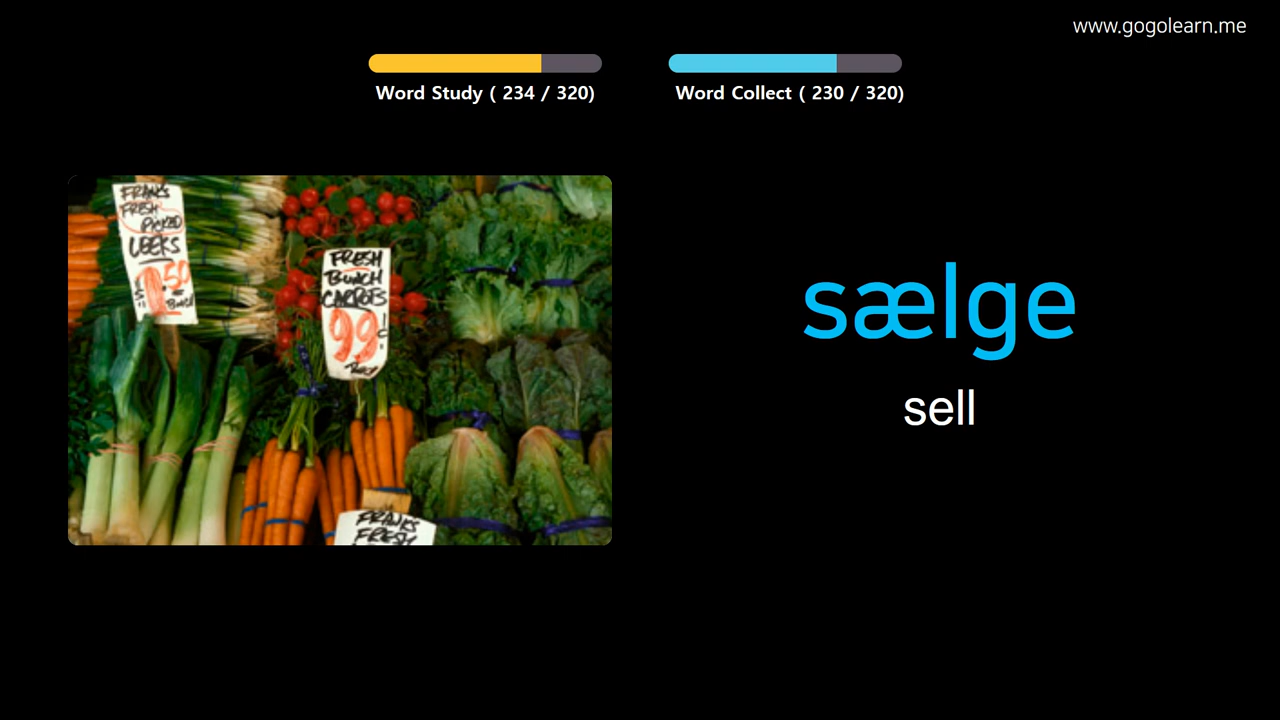 www.gogolearn.me
Word Study ( 234 / 320)
Word Collect ( 230 / 320)
FRANK'S
FRESH
PICKED
LEEKS
FRESH
BUNCH
CARROTS
99
FRANK'S
FRESH
sælge
sell